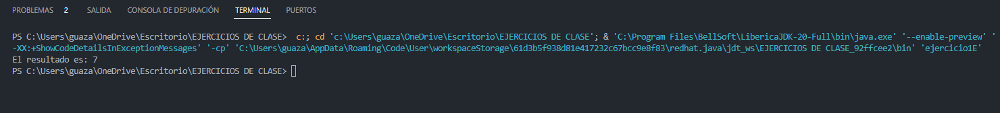 PROBLEMAS 2 SALIDA CONSOLA DE DEPURACIÓN TERMINAL PUERTOS
PS C:\Users\guaza\OneDrive\Escritorio\EJERCICIOS DE CLASE>  c:; cd 'c:\Users\guaza\OneDrive\Escritorio\EJERCICIOS DE CLASE'; & 'C:\Program Files\BellSoft\LibericaJDK-20-Full\bin\java.exe' '--enable-preview' '
-XX:+ShowCodeDetailsInExceptionMessages' '-cp' 'C:\Users\guaza\AppData\Roaming\Code\User\workspaceStorage\61d3b5f938d81e417232c67bcc9e8f83\redhat.java\jdt_ws\EJERCICIOS DE CLASE_92ffcee2\bin' 'ejercicio1E'
El resultado es: 7
PS C:\Users\guaza\OneDrive\Escritorio\EJERCICIOS DE CLASE>